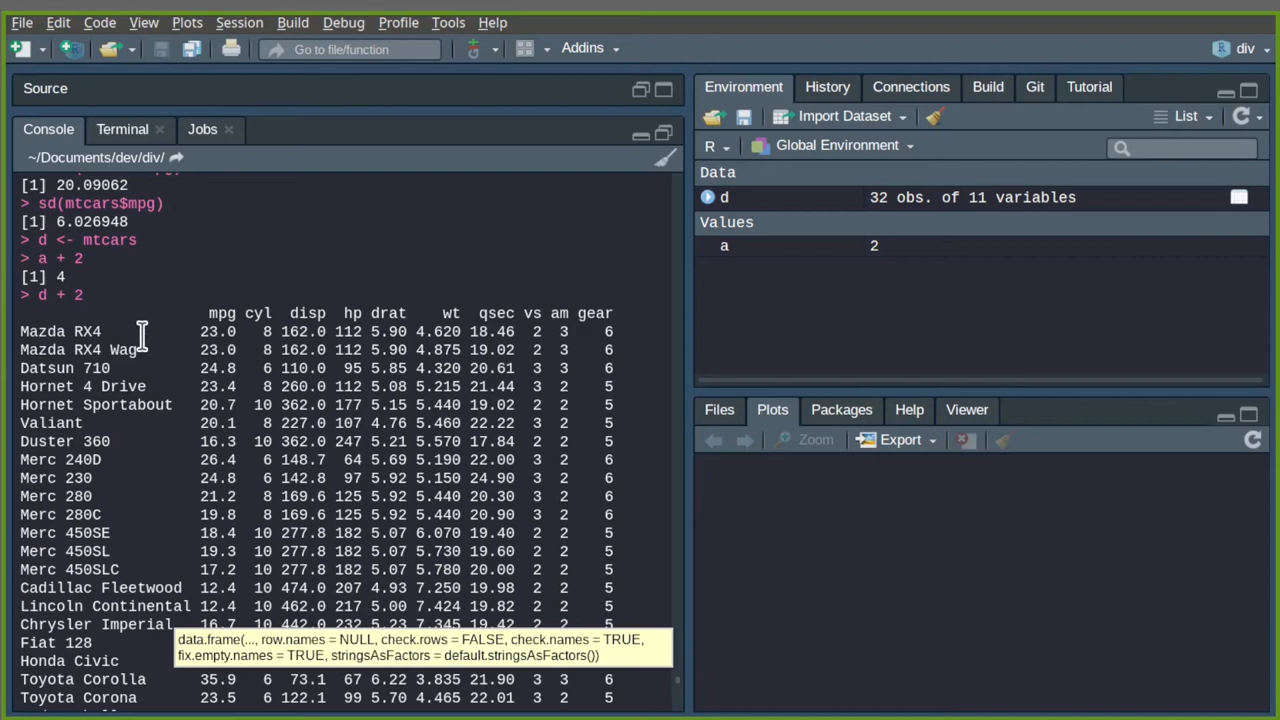 File Edit Code View Plots Session Build Debug Profile Tools Help
Go to file/function Addins div
Source
Console Terminal Jobs
~/Documents/dev/div/
[1] 20.09062
> sd(mtcars$mpg)
[1] 6.026948
> d <- mtcars
> a + 2
[1] 4
> d + 2
mpg cyl disp hp drat wt qsec vs am gear
Mazda RX4 23.0 8 162.0 112 5.90 4.620 18.46 2 3 6
Mazda RX4 Wag 23.0 8 162.0 112 5.90 4.875 19.02 2 3 6
Datsun 710 24.8 6 110.0 95 5.85 4.320 20.61 3 3 6
Hornet 4 Drive 23.4 8 260.0 112 5.08 5.215 21.44 3 2 5
Hornet Sportabout 20.7 10 362.0 177 5.15 5.440 19.02 2 2 5
Valiant 20.1 8 227.0 107 4.76 5.460 22.22 3 2 5
Duster 360 16.3 10 362.0 247 5.21 5.570 17.84 2 2 5
Merc 240D 26.4 6 148.7 64 5.69 5.190 22.00 3 2 6
Merc 230 24.8 6 142.8 97 5.92 5.150 24.90 3 2 6
Merc 280 21.2 8 169.6 125 5.92 5.440 20.30 3 2 6
Merc 280C 19.8 8 169.6 125 5.92 5.440 20.90 3 2 6
Merc 450SE 18.4 10 277.8 182 5.07 6.070 19.40 2 2 5
Merc 450SL 19.3 10 277.8 182 5.07 5.730 19.60 2 2 5
Merc 450SLC 17.2 10 277.8 182 5.07 5.780 20.00 2 2 5
Cadillac Fleetwood 12.4 10 474.0 207 4.93 7.250 19.98 2 2 5
Lincoln Continental 12.4 10 462.0 217 5.00 7.424 19.82 2 2 5
Chrysler Imperial 16.7 10 442.0 232 5.23 7.345 19.42 2 2 5
Fiat 128
Honda Civic
data.frame(..., row.names = NULL, check.rows = FALSE, check.names = TRUE,
fix.empty.names = TRUE, stringsAsFactors = default.stringsAsFactors())
Toyota Corolla 35.9 6 73.1 67 6.22 3.835 21.90 3 3 6
Toyota Corona 23.5 6 122.1 99 5.70 4.465 22.01 3 2 5
Environment History Connections Build Git Tutorial
Import Dataset List
R Global Environment
Data
d 32 obs. of 11 variables
Values
a 2
Files Plots Packages Help Viewer
Zoom Export